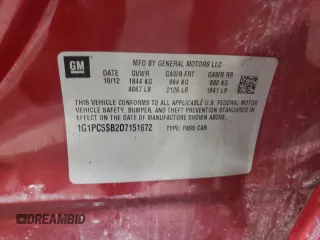 GM
MFD BY GENERAL MOTORS LLC
DATE GVWR GAWR FRT GAWR RR
10/12 1844 KG 964 KG 880 KG
4067 LB 2126 LB 1941 LB
THIS VEHICLE CONFORMS TO ALL APPLICABLE U.S. FEDERAL MOTOR VEHICLE
SAFETY, BUMPER, AND THEFT PREVENTION STANDARDS IN EFFECT ON THE
DATE OF MANUFACTURE SHOWN ABOVE.
1G1PC5SB2D7151672 TYPE: PASS CAR
DREAMBID